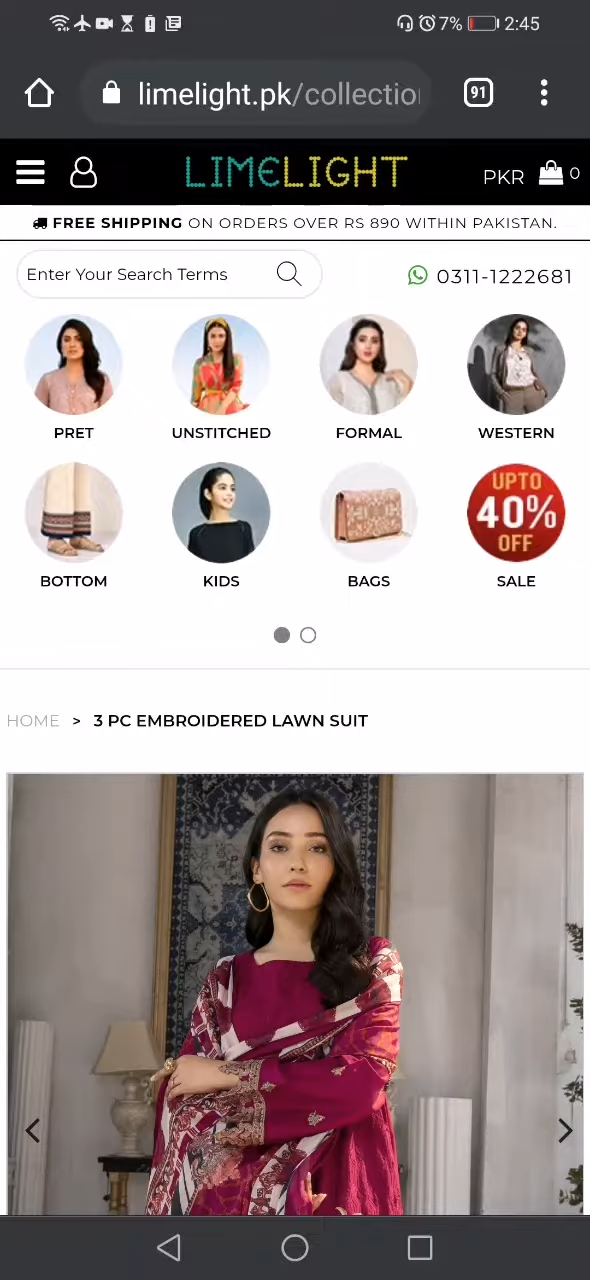 7% 2:45
limelight.pk/collection
91
LIMELIGHT
PKR 0
FREE SHIPPING ON ORDERS OVER RS 890 WITHIN PAKISTAN.
Enter Your Search Terms
0311-1222681
PRET UNSTITCHED FORMAL WESTERN
UPTO
40%
OFF
BOTTOM KIDS BAGS SALE
HOME > 3 PC EMBROIDERED LAWN SUIT